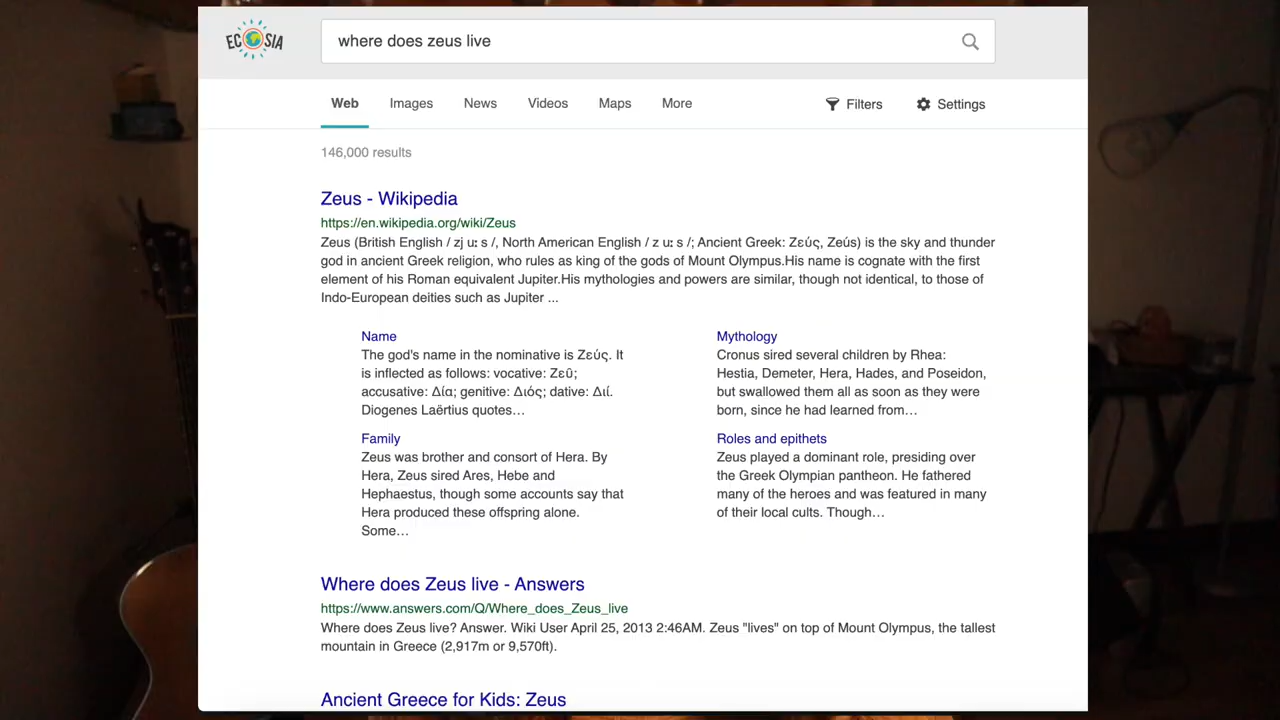 ECOSIA
where does zeus live
Web Images News Videos Maps More Filters Settings
146,000 results
Zeus - Wikipedia
https://en.wikipedia.org/wiki/Zeus
Zeus (British English / zj uː s /, North American English / z uː s /; Ancient Greek: Ζεύς, Zeús) is the sky and thunder
god in ancient Greek religion, who rules as king of the gods of Mount Olympus.His name is cognate with the first
element of his Roman equivalent Jupiter.His mythologies and powers are similar, though not identical, to those of
Indo-European deities such as Jupiter ...
Name
The god's name in the nominative is Ζεύς. It
is inflected as follows: vocative: Ζεῦ;
accusative: Δία; genitive: Διός; dative: Διί.
Diogenes Laërtius quotes…
Mythology
Cronus sired several children by Rhea:
Hestia, Demeter, Hera, Hades, and Poseidon,
but swallowed them all as soon as they were
born, since he had learned from…
Family
Zeus was brother and consort of Hera. By
Hera, Zeus sired Ares, Hebe and
Hephaestus, though some accounts say that
Hera produced these offspring alone.
Some…
Roles and epithets
Zeus played a dominant role, presiding over
the Greek Olympian pantheon. He fathered
many of the heroes and was featured in many
of their local cults. Though…
Where does Zeus live - Answers
https://www.answers.com/Q/Where_does_Zeus_live
Where does Zeus live? Answer. Wiki User April 25, 2013 2:46AM. Zeus "lives" on top of Mount Olympus, the tallest
mountain in Greece (2,917m or 9,570ft).
Ancient Greece for Kids: Zeus